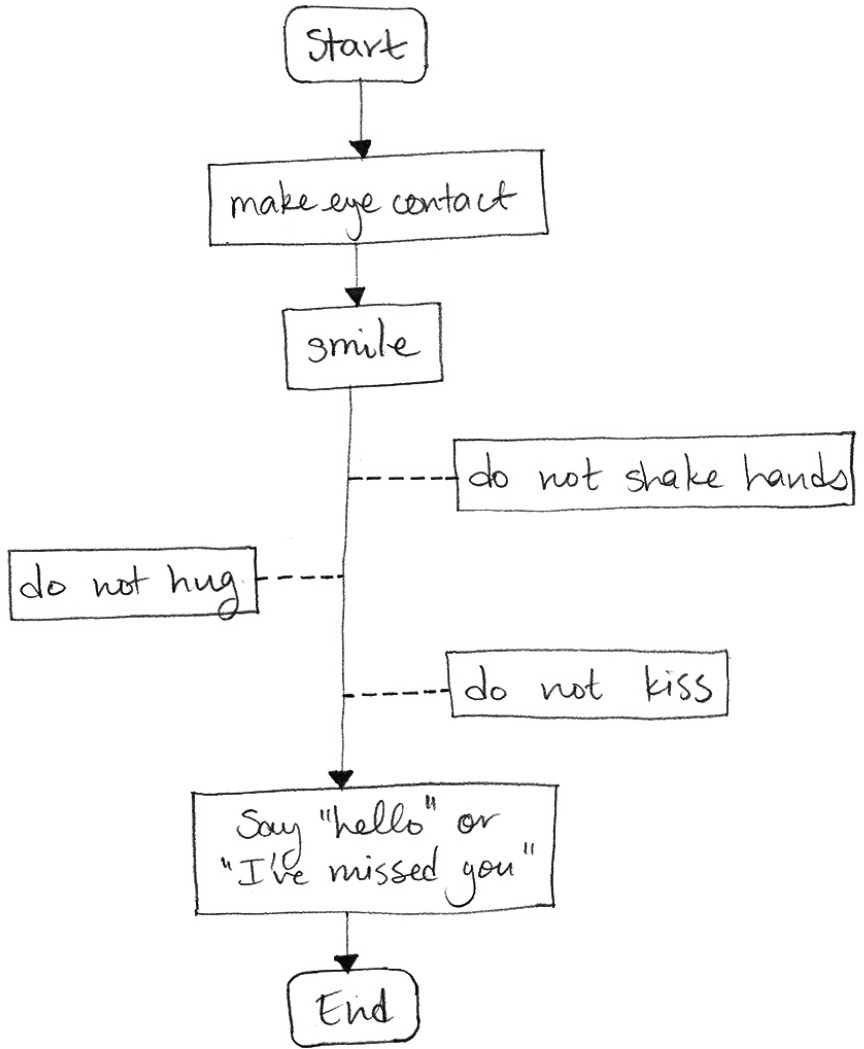 Start
make eye contact
smile
do not shake hands
do not hug
do not kiss
Say "hello" or
"I've missed you"
End